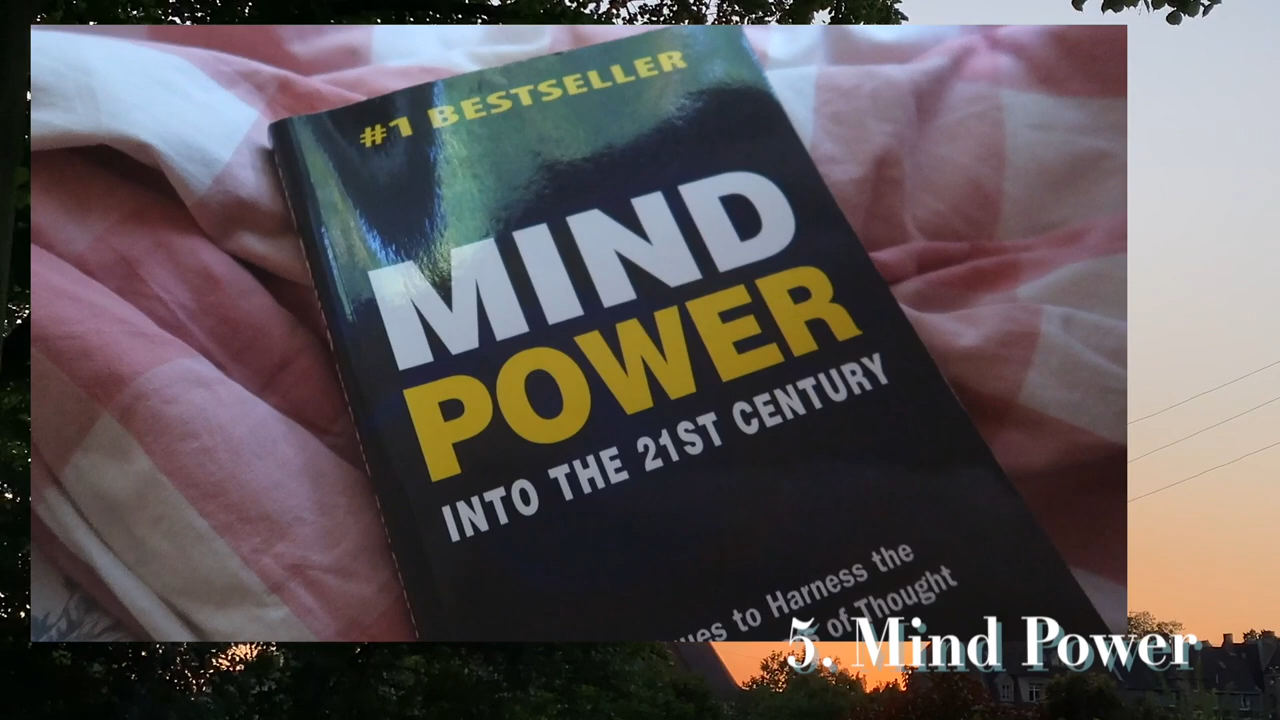 #1 BESTSELLER
MIND
POWER
INTO THE 21ST CENTURY
to Harness the
of Thought
5. Mind Power